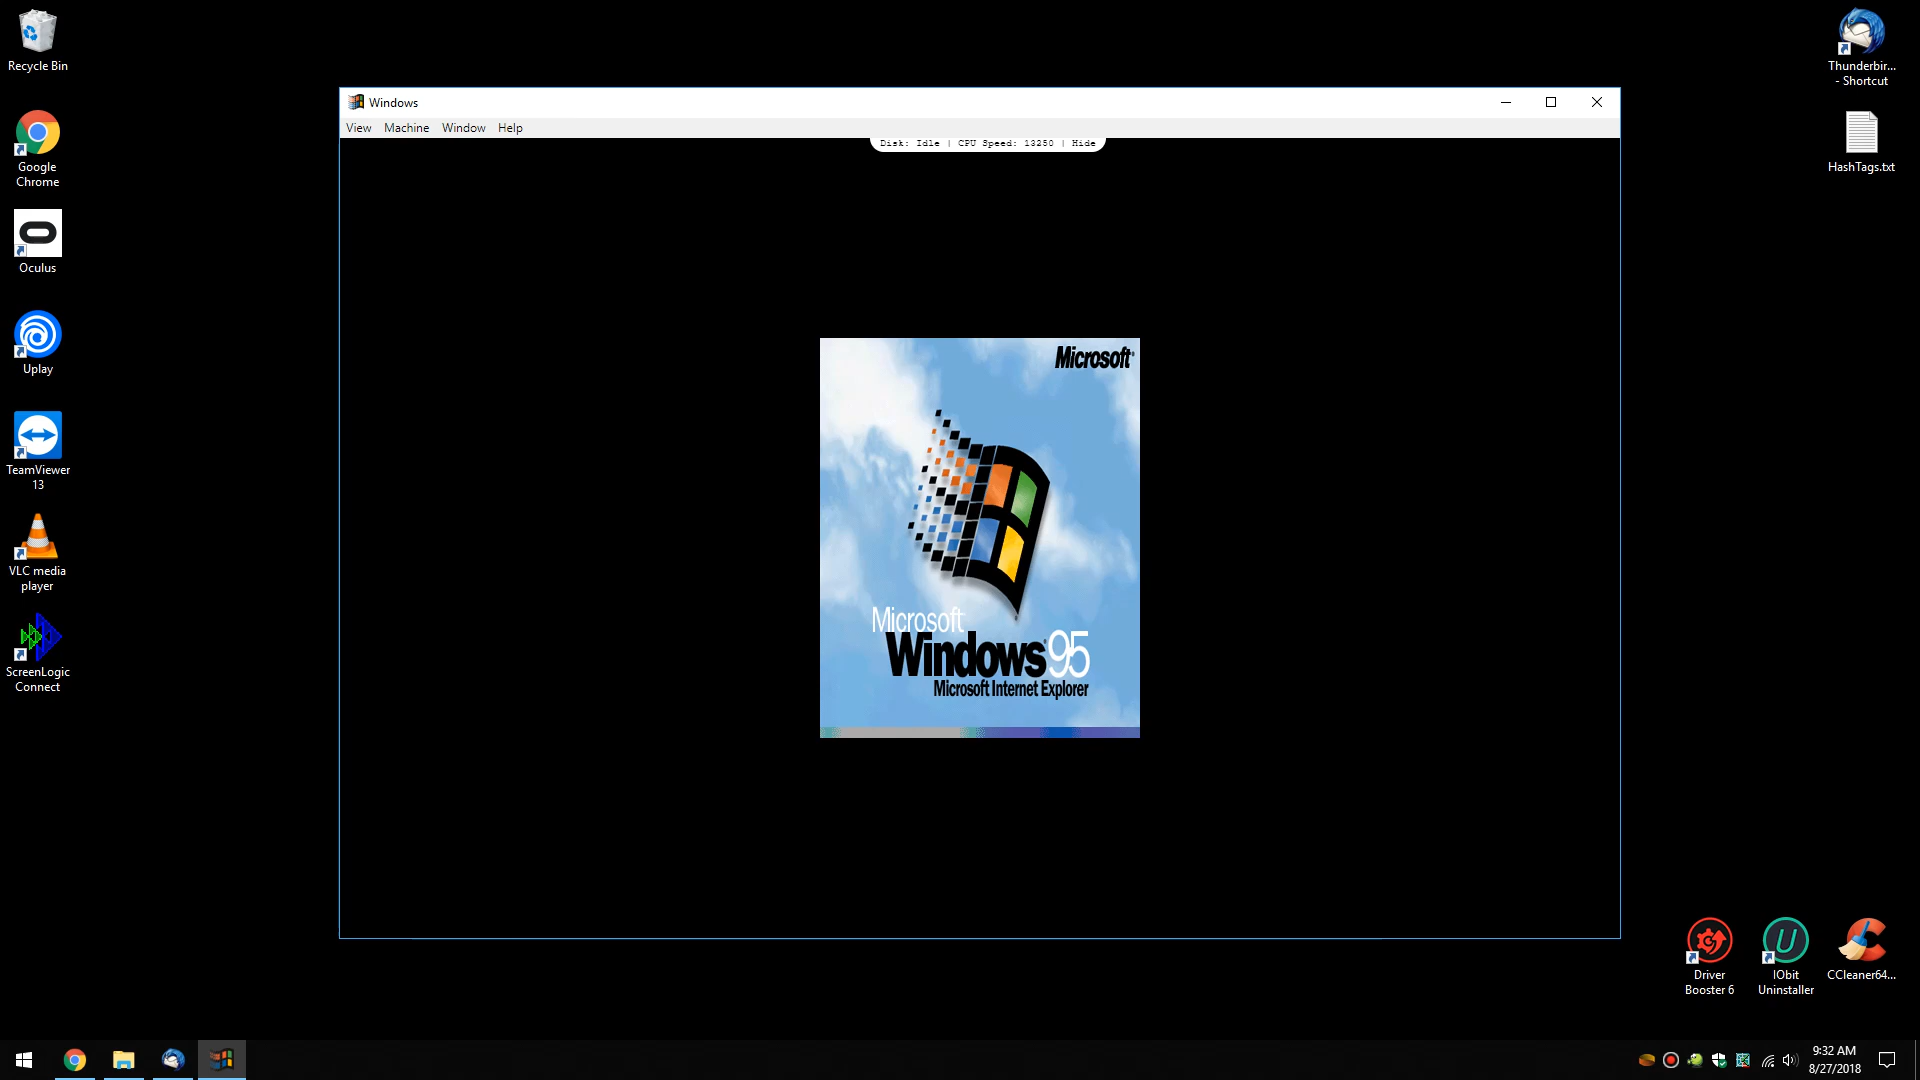 Recycle Bin
Google
Chrome
Oculus
Uplay
TeamViewer
13
VLC media
player
ScreenLogic
Connect
Windows
View Machine Window Help
Disk: Idle | CPU Speed: 13250 | Hide
Microsoft
Microsoft
Windows 95
Microsoft Internet Explorer
Thunderbir...
- Shortcut
HashTags.txt
Driver
Booster 6
IObit
Uninstaller
CCleaner64...
9:32 AM
8/27/2018